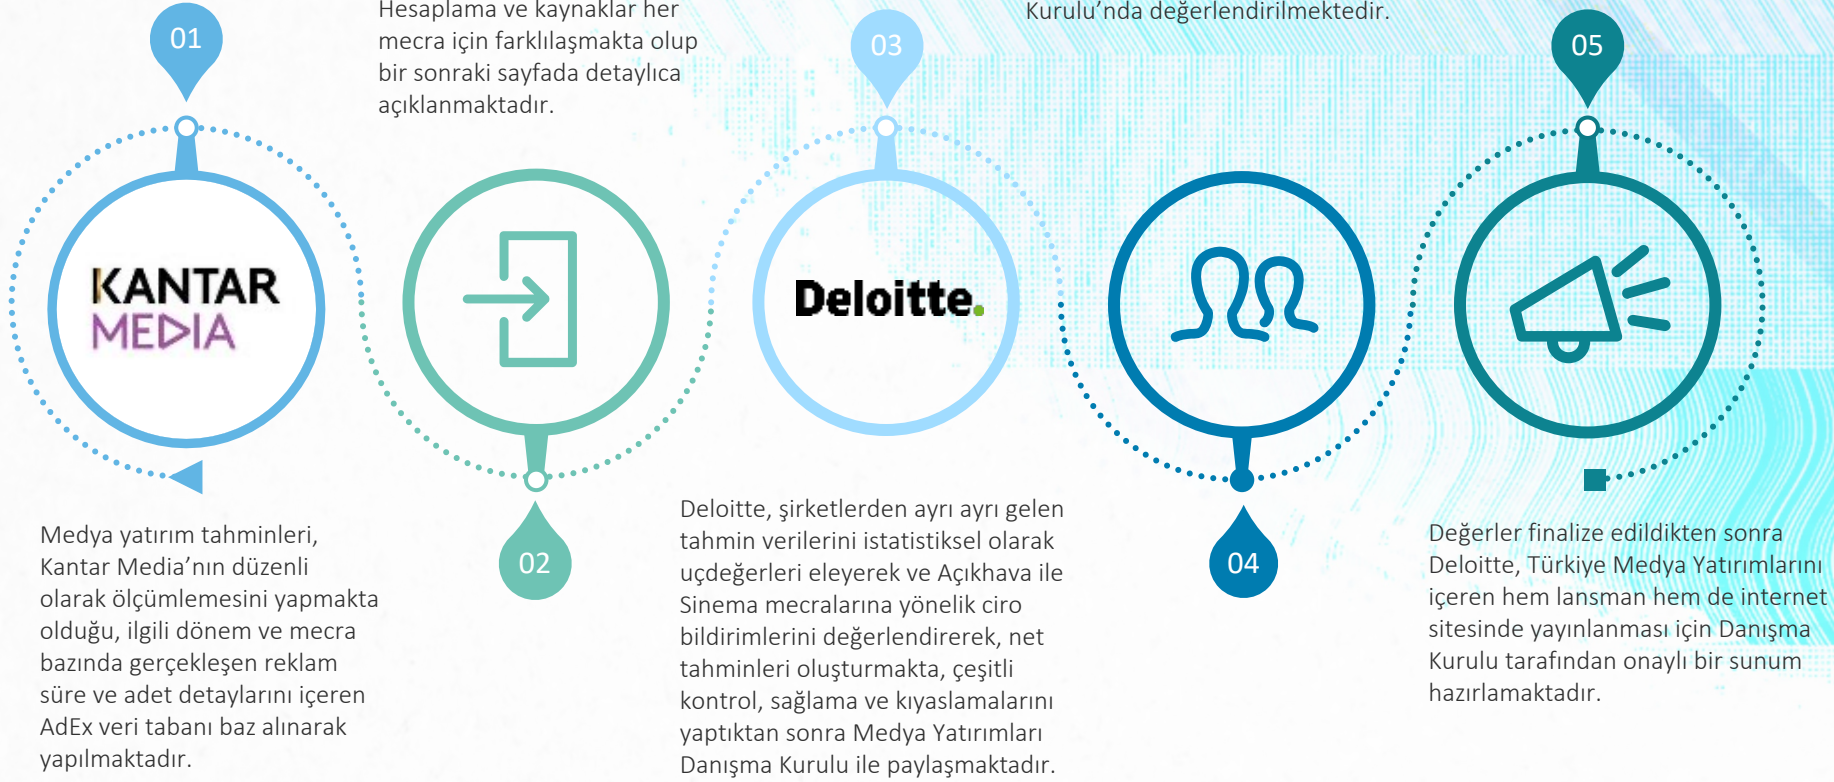 01
KANTAR
MEDIA
Medya yatırım tahminleri,
Kantar Media’nın düzenli
olarak ölçümlemesini yapmakta
olduğu, ilgili dönem ve mecra
bazında gerçekleşen reklam
süre ve adet detaylarını içeren
AdEx veri tabanı baz alınarak
yapılmaktadır.
Hesaplama ve kaynaklar her
mecra için farklılaşmakta olup
bir sonraki sayfada detaylıca
açıklanmaktadır.
02
03
Deloitte.
Deloitte, şirketlerden ayrı ayrı gelen
tahmin verilerini istatistiksel olarak
uçdeğerleri eleyerek ve Açıkhava ile
Sinema mecralarına yönelik ciro
bildirimlerini değerlendirerek, net
tahminleri oluşturmakta, çeşitli
kontrol, sağlama ve kıyaslamalarını
yaptıktan sonra Medya Yatırımları
Danışma Kurulu ile paylaşmaktadır.
Kurulu’nda değerlendirilmektedir.
04
05
Değerler finalize edildikten sonra
Deloitte, Türkiye Medya Yatırımlarını
içeren hem lansman hem de internet
sitesinde yayınlanması için Danışma
Kurulu tarafından onaylı bir sunum
hazırlamaktadır.